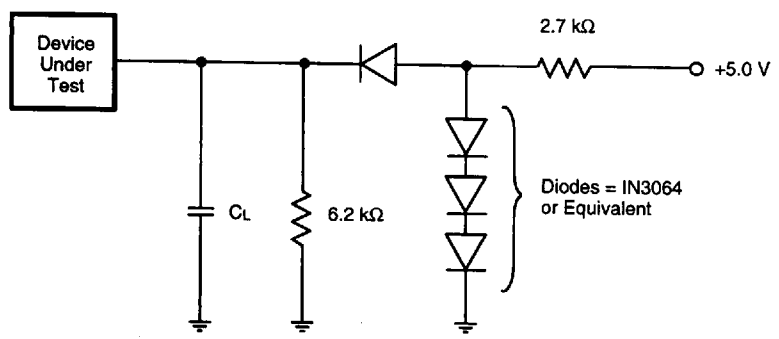 Device
Under
Test
2.7 kΩ
+5.0 V
CL
6.2 kΩ
Diodes = IN3064
or Equivalent